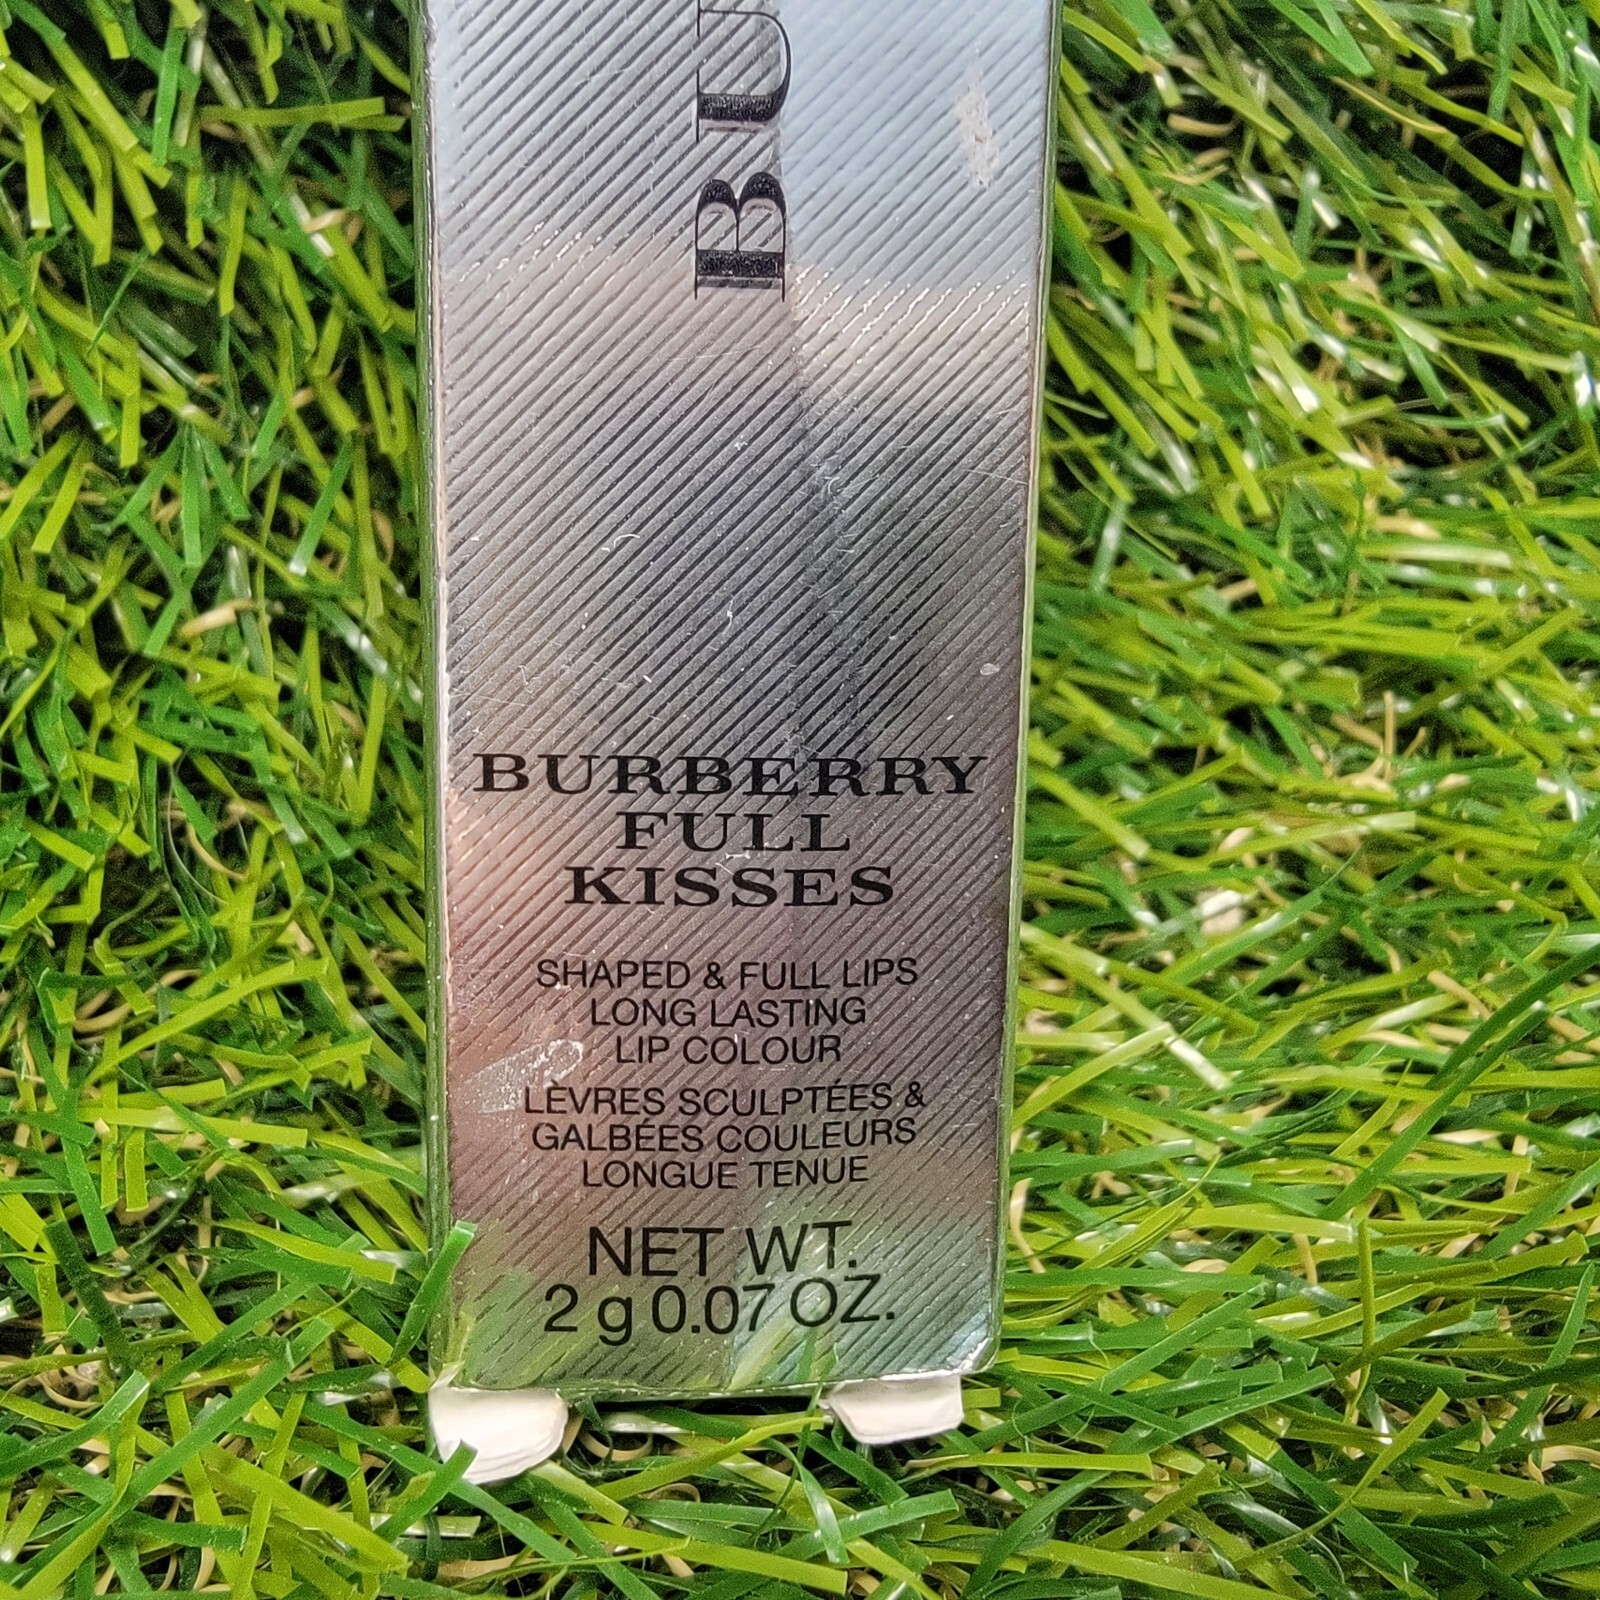 BU
BURBERRY
FULL
KISSES
SHAPED & FULL LIPS
LONG LASTING
LIP COLOUR
LÈVRES SCULPTÉES &
GALBÉES COULEURS
LONGUE TENUE
NET WT.
2 g 0.07 OZ.